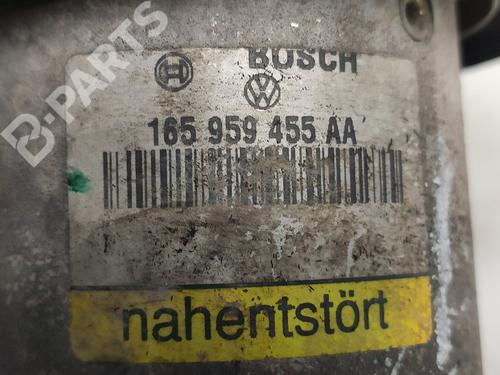 BOSCH
165 959 455 AA
nahentstört
B-PARTS